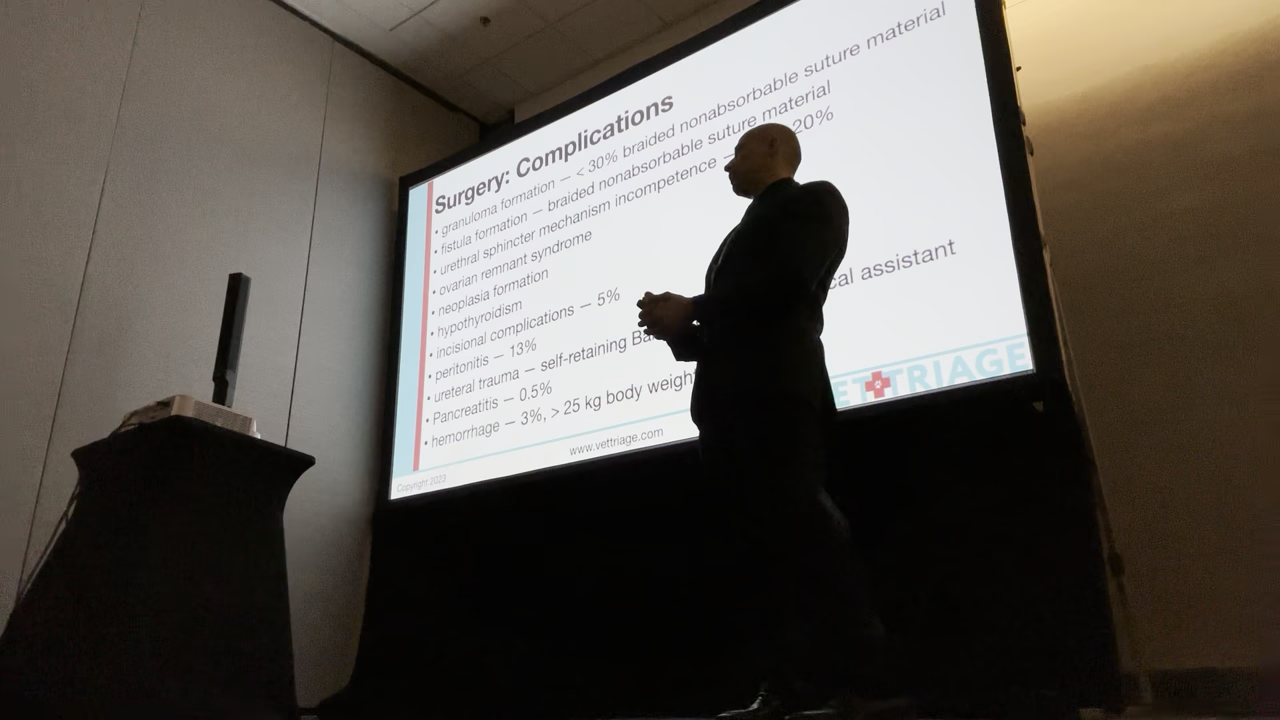 Surgery: Complications
• granuloma formation – < 30% braided nonabsorbable suture material
• fistula formation – braided nonabsorbable suture material
• urethral sphincter mechanism incompetence – 20%
• ovarian remnant syndrome
• neoplasia formation
• hypothyroidism
• incisional complications – 5%
• peritonitis – 13%
• ureteral trauma – self-retaining cal assistant
• Pancreatitis – 0.5%
• hemorrhage – 3%, > 25 kg body weight
www.vettriage.com
ET TRIAGE
Copyright 2023